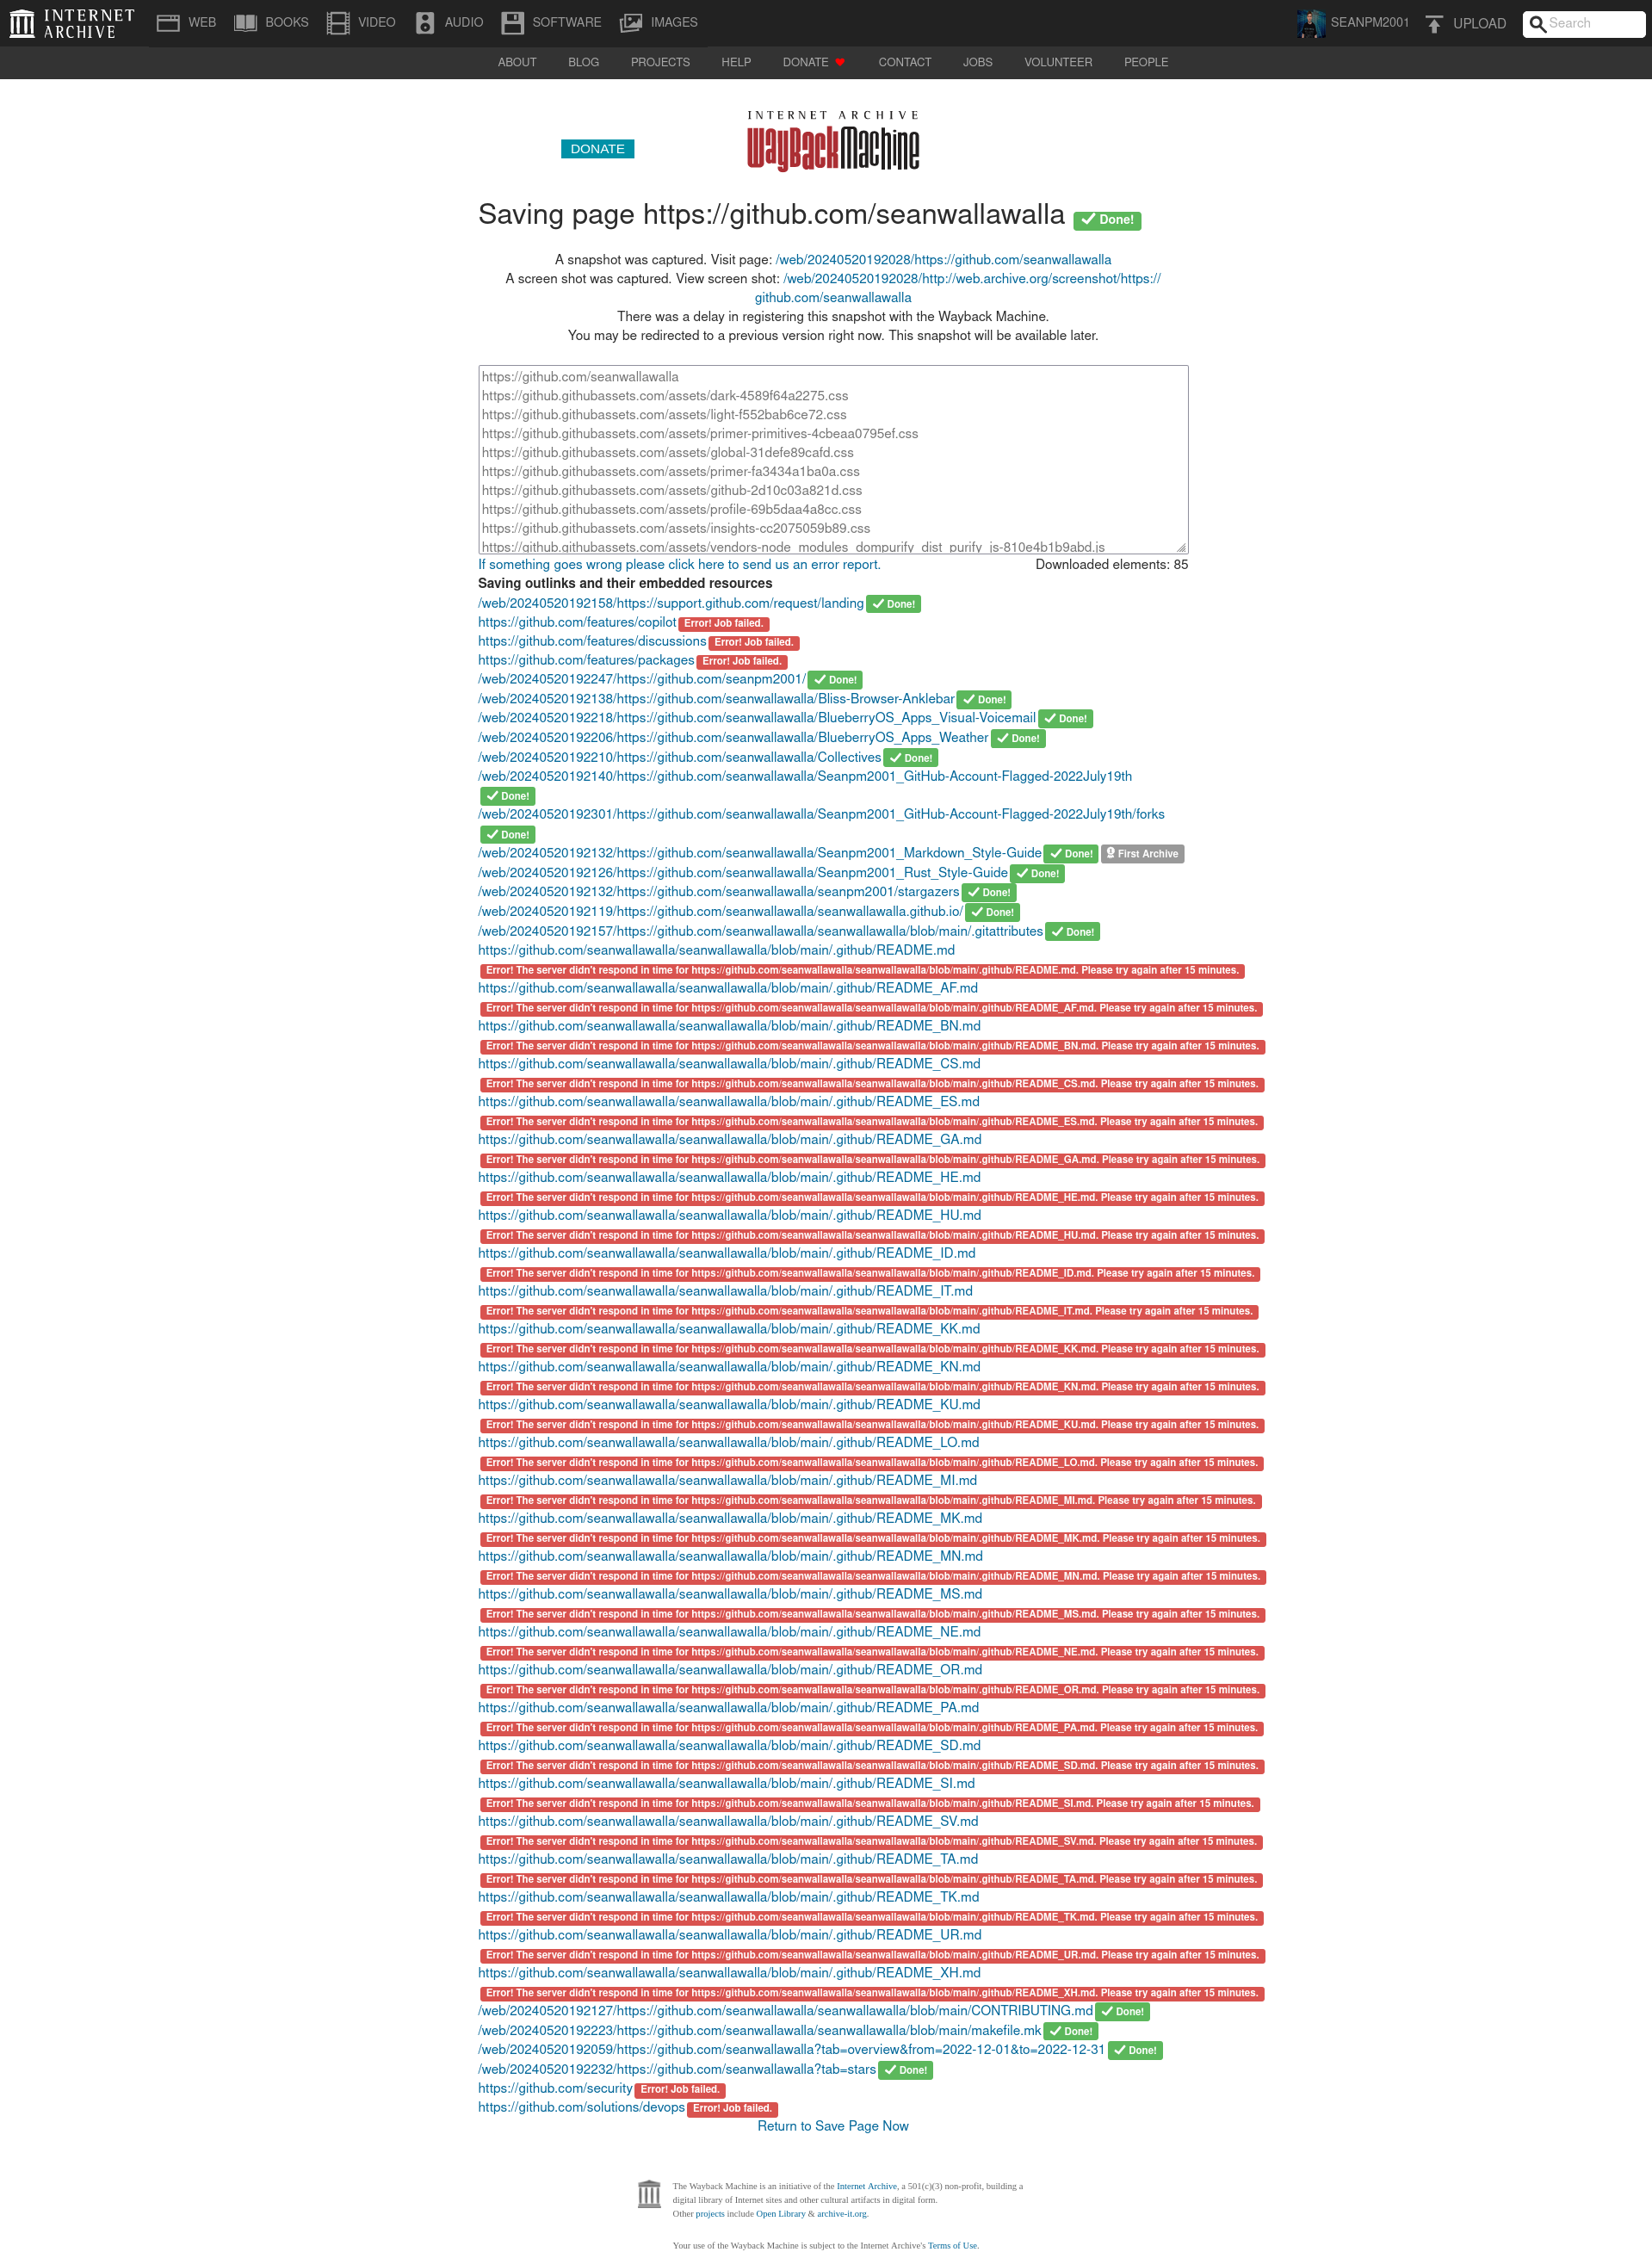 INTERNET ARCHIVE WEB BOOKS VIDEO AUDIO SOFTWARE IMAGES SEANPM2001 UPLOAD Search
ABOUT BLOG PROJECTS HELP DONATE CONTACT JOBS VOLUNTEER PEOPLE
INTERNET ARCHIVE
DONATE WayBackMachine
Saving page https://github.com/seanwallawalla Done!
A snapshot was captured. Visit page: /web/20240520192028/https://github.com/seanwallawalla
A screen shot was captured. View screen shot: /web/20240520192028/http://web.archive.org/screenshot/https://
github.com/seanwallawalla
There was a delay in registering this snapshot with the Wayback Machine.
You may be redirected to a previous version right now. This snapshot will be available later.
https://github.com/seanwallawalla
https://github.githubassets.com/assets/dark-4589f64a2275.css
https://github.githubassets.com/assets/light-f552bab6ce72.css
https://github.githubassets.com/assets/primer-primitives-4cbeaa0795ef.css
https://github.githubassets.com/assets/global-31defe89cafd.css
https://github.githubassets.com/assets/primer-fa3434a1ba0a.css
https://github.githubassets.com/assets/github-2d10c03a821d.css
https://github.githubassets.com/assets/profile-69b5daa4a8cc.css
https://github.githubassets.com/assets/insights-cc2075059b89.css
https://github.githubassets.com/assets/vendors-node_modules_dompurify_dist_purify_js-810e4b1b9abd.js
If something goes wrong please click here to send us an error report. Downloaded elements: 85
Saving outlinks and their embedded resources
/web/20240520192158/https://support.github.com/request/landing Done!
https://github.com/features/copilot Error! Job failed.
https://github.com/features/discussions Error! Job failed.
https://github.com/features/packages Error! Job failed.
/web/20240520192247/https://github.com/seanpm2001/ Done!
/web/20240520192138/https://github.com/seanwallawalla/Bliss-Browser-Anklebar Done!
/web/20240520192218/https://github.com/seanwallawalla/BlueberryOS_Apps_Visual-Voicemail Done!
/web/20240520192206/https://github.com/seanwallawalla/BlueberryOS_Apps_Weather Done!
/web/20240520192210/https://github.com/seanwallawalla/Collectives Done!
/web/20240520192140/https://github.com/seanwallawalla/Seanpm2001_GitHub-Account-Flagged-2022July19th
Done!
/web/20240520192301/https://github.com/seanwallawalla/Seanpm2001_GitHub-Account-Flagged-2022July19th/forks
Done!
/web/20240520192132/https://github.com/seanwallawalla/Seanpm2001_Markdown_Style-Guide Done! First Archive
/web/20240520192126/https://github.com/seanwallawalla/Seanpm2001_Rust_Style-Guide Done!
/web/20240520192132/https://github.com/seanwallawalla/seanpm2001/stargazers Done!
/web/20240520192119/https://github.com/seanwallawalla/seanwallawalla.github.io/ Done!
/web/20240520192157/https://github.com/seanwallawalla/seanwallawalla/blob/main/.gitattributes Done!
https://github.com/seanwallawalla/seanwallawalla/blob/main/.github/README.md
Error! The server didn't respond in time for https://github.com/seanwallawalla/seanwallawalla/blob/main/.github/README.md. Please try again after 15 minutes.
https://github.com/seanwallawalla/seanwallawalla/blob/main/.github/README_AF.md
Error! The server didn't respond in time for https://github.com/seanwallawalla/seanwallawalla/blob/main/.github/README_AF.md. Please try again after 15 minutes.
https://github.com/seanwallawalla/seanwallawalla/blob/main/.github/README_BN.md
Error! The server didn't respond in time for https://github.com/seanwallawalla/seanwallawalla/blob/main/.github/README_BN.md. Please try again after 15 minutes.
https://github.com/seanwallawalla/seanwallawalla/blob/main/.github/README_CS.md
Error! The server didn't respond in time for https://github.com/seanwallawalla/seanwallawalla/blob/main/.github/README_CS.md. Please try again after 15 minutes.
https://github.com/seanwallawalla/seanwallawalla/blob/main/.github/README_ES.md
Error! The server didn't respond in time for https://github.com/seanwallawalla/seanwallawalla/blob/main/.github/README_ES.md. Please try again after 15 minutes.
https://github.com/seanwallawalla/seanwallawalla/blob/main/.github/README_GA.md
Error! The server didn't respond in time for https://github.com/seanwallawalla/seanwallawalla/blob/main/.github/README_GA.md. Please try again after 15 minutes.
https://github.com/seanwallawalla/seanwallawalla/blob/main/.github/README_HE.md
Error! The server didn't respond in time for https://github.com/seanwallawalla/seanwallawalla/blob/main/.github/README_HE.md. Please try again after 15 minutes.
https://github.com/seanwallawalla/seanwallawalla/blob/main/.github/README_HU.md
Error! The server didn't respond in time for https://github.com/seanwallawalla/seanwallawalla/blob/main/.github/README_HU.md. Please try again after 15 minutes.
https://github.com/seanwallawalla/seanwallawalla/blob/main/.github/README_ID.md
Error! The server didn't respond in time for https://github.com/seanwallawalla/seanwallawalla/blob/main/.github/README_ID.md. Please try again after 15 minutes.
https://github.com/seanwallawalla/seanwallawalla/blob/main/.github/README_IT.md
Error! The server didn't respond in time for https://github.com/seanwallawalla/seanwallawalla/blob/main/.github/README_IT.md. Please try again after 15 minutes.
https://github.com/seanwallawalla/seanwallawalla/blob/main/.github/README_KK.md
Error! The server didn't respond in time for https://github.com/seanwallawalla/seanwallawalla/blob/main/.github/README_KK.md. Please try again after 15 minutes.
https://github.com/seanwallawalla/seanwallawalla/blob/main/.github/README_KN.md
Error! The server didn't respond in time for https://github.com/seanwallawalla/seanwallawalla/blob/main/.github/README_KN.md. Please try again after 15 minutes.
https://github.com/seanwallawalla/seanwallawalla/blob/main/.github/README_KU.md
Error! The server didn't respond in time for https://github.com/seanwallawalla/seanwallawalla/blob/main/.github/README_KU.md. Please try again after 15 minutes.
https://github.com/seanwallawalla/seanwallawalla/blob/main/.github/README_LO.md
Error! The server didn't respond in time for https://github.com/seanwallawalla/seanwallawalla/blob/main/.github/README_LO.md. Please try again after 15 minutes.
https://github.com/seanwallawalla/seanwallawalla/blob/main/.github/README_MI.md
Error! The server didn't respond in time for https://github.com/seanwallawalla/seanwallawalla/blob/main/.github/README_MI.md. Please try again after 15 minutes.
https://github.com/seanwallawalla/seanwallawalla/blob/main/.github/README_MK.md
Error! The server didn't respond in time for https://github.com/seanwallawalla/seanwallawalla/blob/main/.github/README_MK.md. Please try again after 15 minutes.
https://github.com/seanwallawalla/seanwallawalla/blob/main/.github/README_MN.md
Error! The server didn't respond in time for https://github.com/seanwallawalla/seanwallawalla/blob/main/.github/README_MN.md. Please try again after 15 minutes.
https://github.com/seanwallawalla/seanwallawalla/blob/main/.github/README_MS.md
Error! The server didn't respond in time for https://github.com/seanwallawalla/seanwallawalla/blob/main/.github/README_MS.md. Please try again after 15 minutes.
https://github.com/seanwallawalla/seanwallawalla/blob/main/.github/README_NE.md
Error! The server didn't respond in time for https://github.com/seanwallawalla/seanwallawalla/blob/main/.github/README_NE.md. Please try again after 15 minutes.
https://github.com/seanwallawalla/seanwallawalla/blob/main/.github/README_OR.md
Error! The server didn't respond in time for https://github.com/seanwallawalla/seanwallawalla/blob/main/.github/README_OR.md. Please try again after 15 minutes.
https://github.com/seanwallawalla/seanwallawalla/blob/main/.github/README_PA.md
Error! The server didn't respond in time for https://github.com/seanwallawalla/seanwallawalla/blob/main/.github/README_PA.md. Please try again after 15 minutes.
https://github.com/seanwallawalla/seanwallawalla/blob/main/.github/README_SD.md
Error! The server didn't respond in time for https://github.com/seanwallawalla/seanwallawalla/blob/main/.github/README_SD.md. Please try again after 15 minutes.
https://github.com/seanwallawalla/seanwallawalla/blob/main/.github/README_SI.md
Error! The server didn't respond in time for https://github.com/seanwallawalla/seanwallawalla/blob/main/.github/README_SI.md. Please try again after 15 minutes.
https://github.com/seanwallawalla/seanwallawalla/blob/main/.github/README_SV.md
Error! The server didn't respond in time for https://github.com/seanwallawalla/seanwallawalla/blob/main/.github/README_SV.md. Please try again after 15 minutes.
https://github.com/seanwallawalla/seanwallawalla/blob/main/.github/README_TA.md
Error! The server didn't respond in time for https://github.com/seanwallawalla/seanwallawalla/blob/main/.github/README_TA.md. Please try again after 15 minutes.
https://github.com/seanwallawalla/seanwallawalla/blob/main/.github/README_TK.md
Error! The server didn't respond in time for https://github.com/seanwallawalla/seanwallawalla/blob/main/.github/README_TK.md. Please try again after 15 minutes.
https://github.com/seanwallawalla/seanwallawalla/blob/main/.github/README_UR.md
Error! The server didn't respond in time for https://github.com/seanwallawalla/seanwallawalla/blob/main/.github/README_UR.md. Please try again after 15 minutes.
https://github.com/seanwallawalla/seanwallawalla/blob/main/.github/README_XH.md
Error! The server didn't respond in time for https://github.com/seanwallawalla/seanwallawalla/blob/main/.github/README_XH.md. Please try again after 15 minutes.
/web/20240520192127/https://github.com/seanwallawalla/seanwallawalla/blob/main/CONTRIBUTING.md Done!
/web/20240520192223/https://github.com/seanwallawalla/seanwallawalla/blob/main/makefile.mk Done!
/web/20240520192059/https://github.com/seanwallawalla?tab=overview&from=2022-12-01&to=2022-12-31 Done!
/web/20240520192232/https://github.com/seanwallawalla?tab=stars Done!
https://github.com/security Error! Job failed.
https://github.com/solutions/devops Error! Job failed.
Return to Save Page Now
The Wayback Machine is an initiative of the Internet Archive, a 501(c)(3) non-profit, building a
digital library of Internet sites and other cultural artifacts in digital form.
Other projects include Open Library & archive-it.org.
Your use of the Wayback Machine is subject to the Internet Archive's Terms of Use.